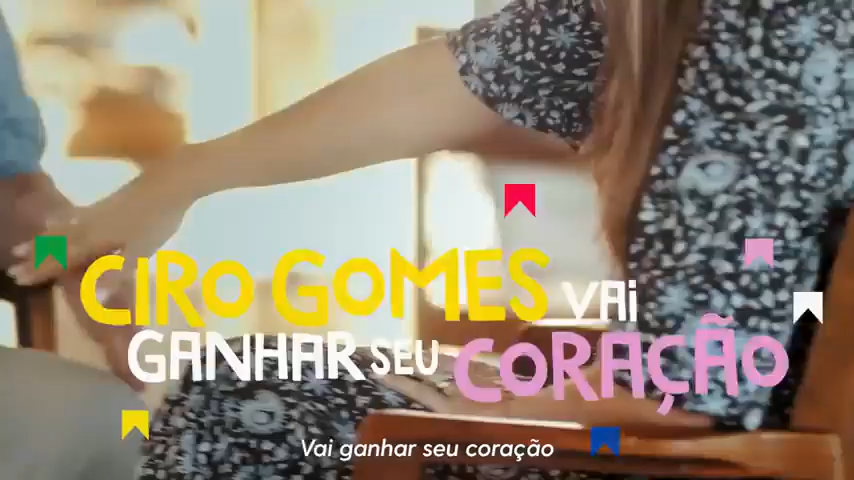 CIRO GOMES VAi
GANHAR SEU CORAÇÃO
Vai ganhar seu coração